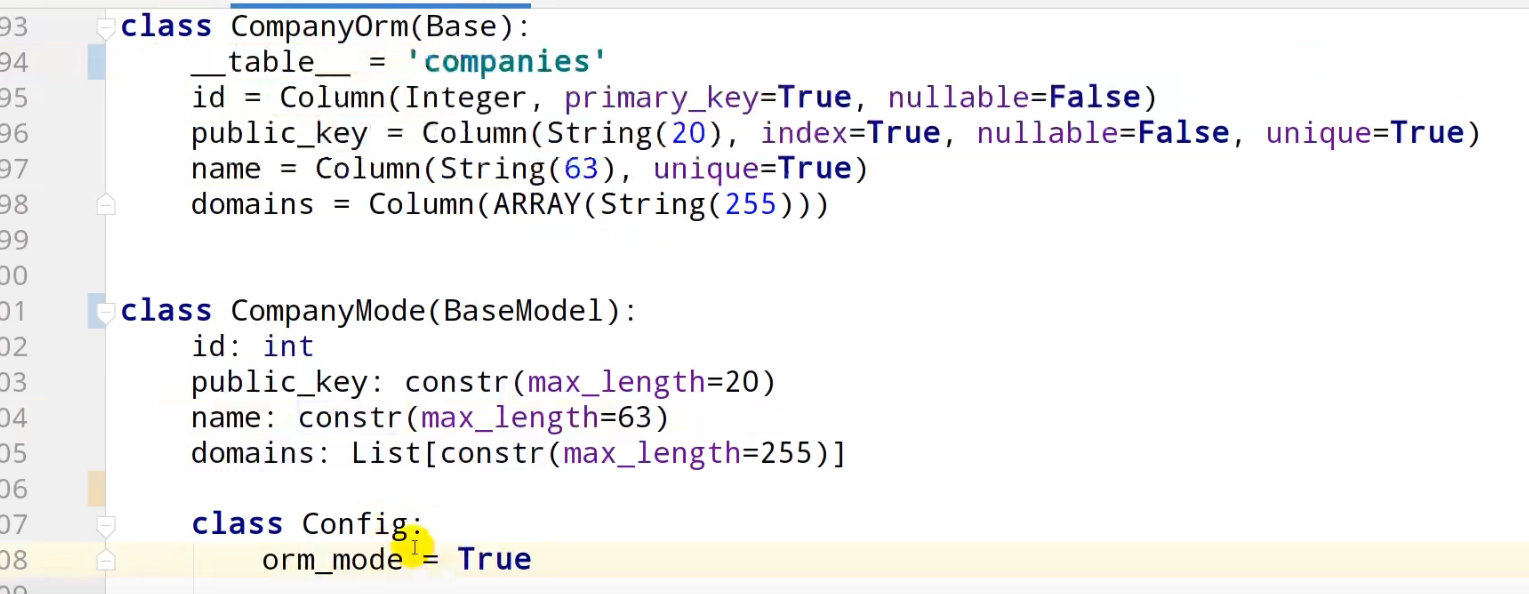 93 class CompanyOrm(Base):
94 __table__ = 'companies'
95 id = Column(Integer, primary_key=True, nullable=False)
96 public_key = Column(String(20), index=True, nullable=False, unique=True)
97 name = Column(String(63), unique=True)
98 domains = Column(ARRAY(String(255)))
99
00
01 class CompanyMode(BaseModel):
02 id: int
03 public_key: constr(max_length=20)
04 name: constr(max_length=63)
05 domains: List[constr(max_length=255)]
06
07 class Config:
08 orm_mode = True